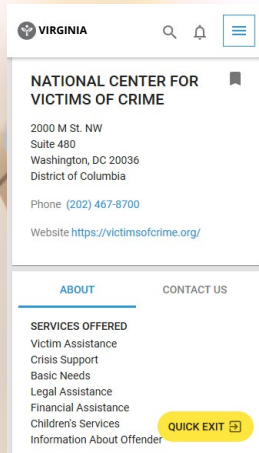 VIRGINIA
NATIONAL CENTER FOR
VICTIMS OF CRIME
2000 M St. NW
Suite 480
Washington, DC 20036
District of Columbia
Phone (202) 467-8700
Website https://victimsofcrime.org/
ABOUT CONTACT US
SERVICES OFFERED
Victim Assistance
Crisis Support
Basic Needs
Legal Assistance
Financial Assistance
Children's Services
Information About Offender
QUICK EXIT